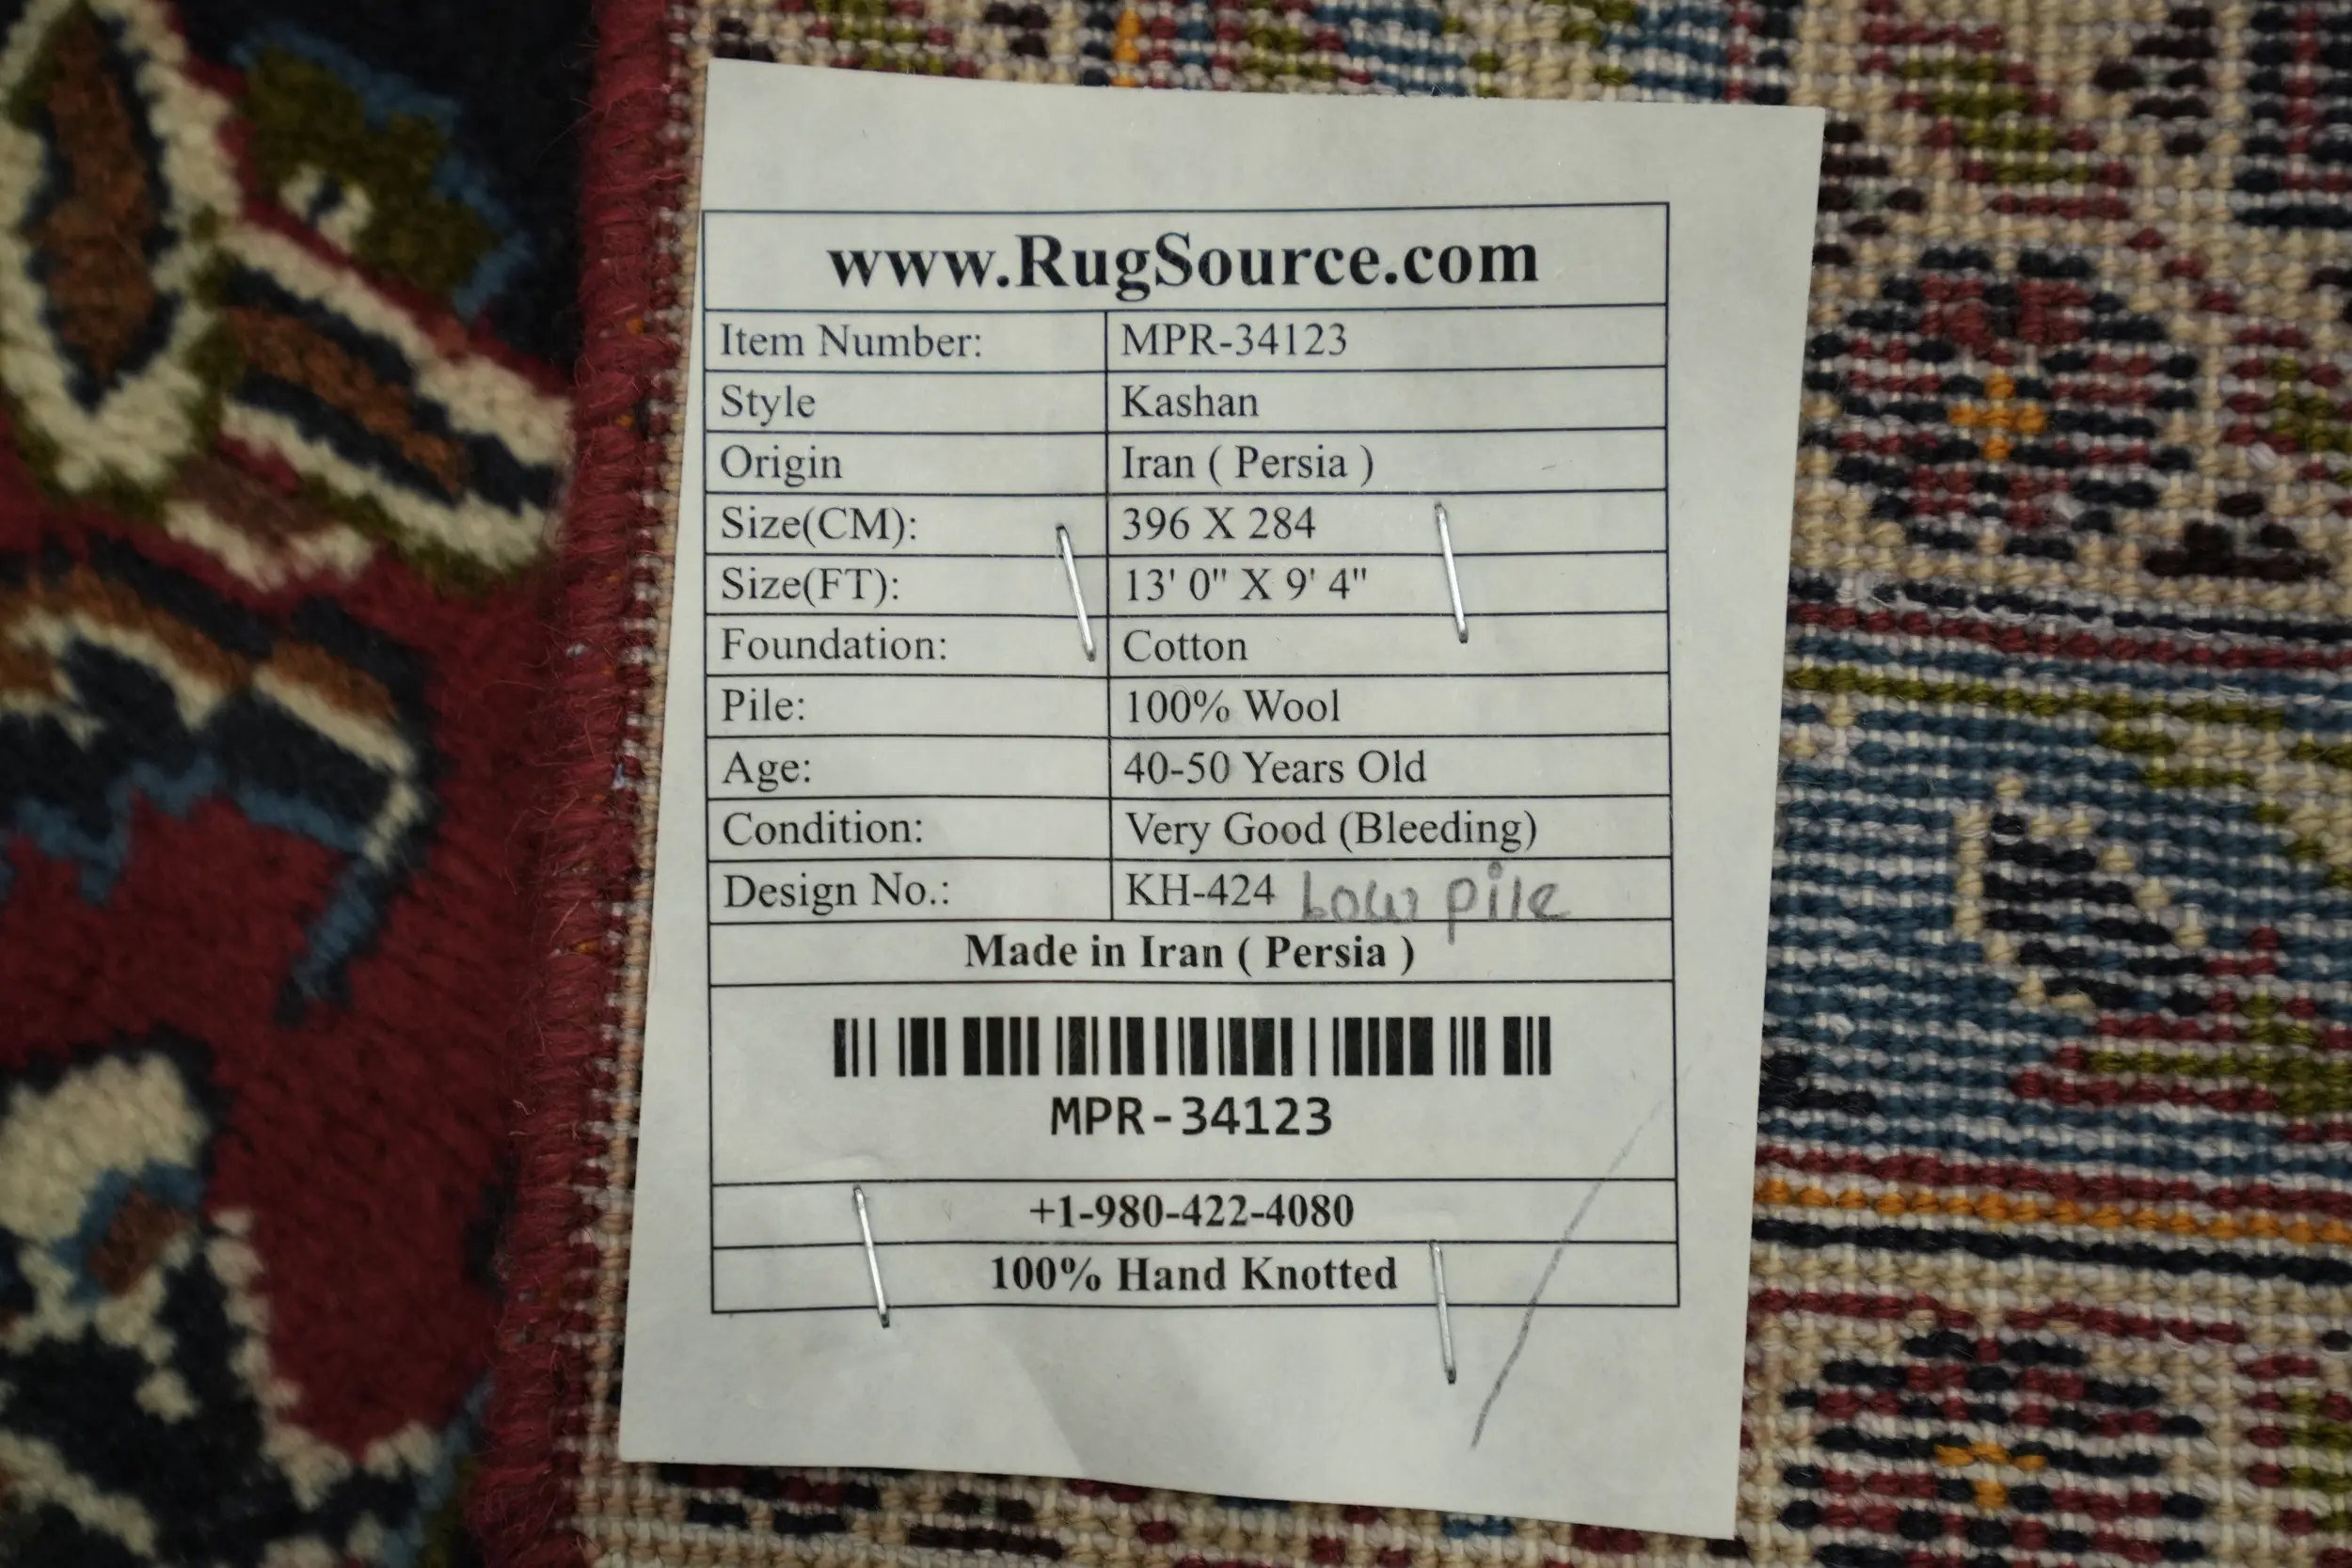 www.RugSource.com
Item Number: MPR-34123
Style Kashan
Origin Iran ( Persia )
Size(CM): 396 X 284
Size(FT): 13' 0" X 9' 4"
Foundation: Cotton
Pile: 100% Wool
Age: 40-50 Years Old
Condition: Very Good (Bleeding)
Design No.: KH-424 Low pile
Made in Iran ( Persia )
MPR-34123
+1-980-422-4080
100% Hand Knotted